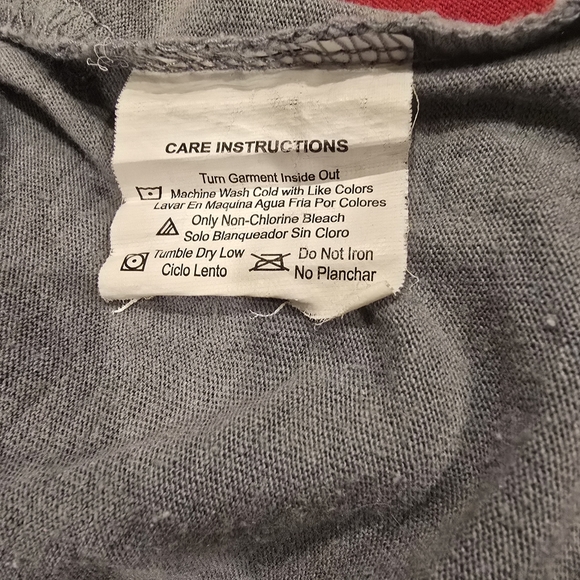 CARE INSTRUCTIONS
Turn Garment Inside Out
Machine Wash Cold with Like Colors
Lavar En Maquina Agua Fría Por Colores
Only Non-Chlorine Bleach
Solo Blanqueador Sin Cloro
Tumble Dry Low Do Not Iron
Ciclo Lento No Planchar